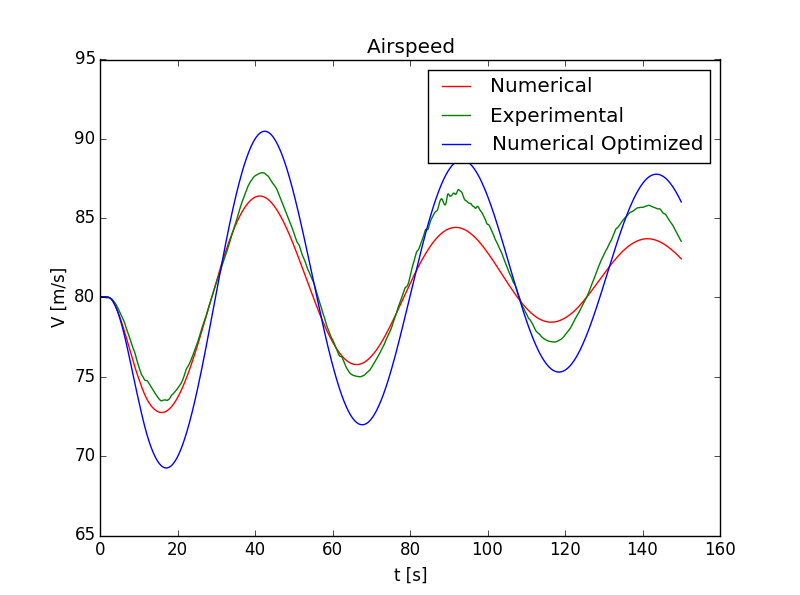 Airspeed
Numerical
Experimental
Numerical Optimized
V [m/s]
95
90
85
80
75
70
65
0 20 40 60 80 100 120 140 160
t [s]